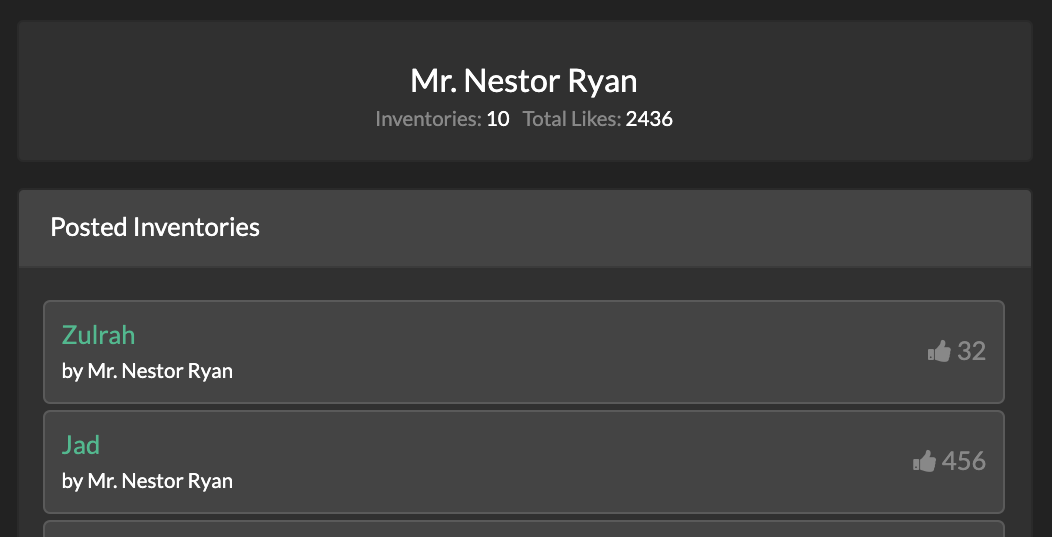 Mr. Nestor Ryan
Inventories: 10 Total Likes: 2436
Posted Inventories
Zulrah
by Mr. Nestor Ryan
32
Jad
by Mr. Nestor Ryan
456